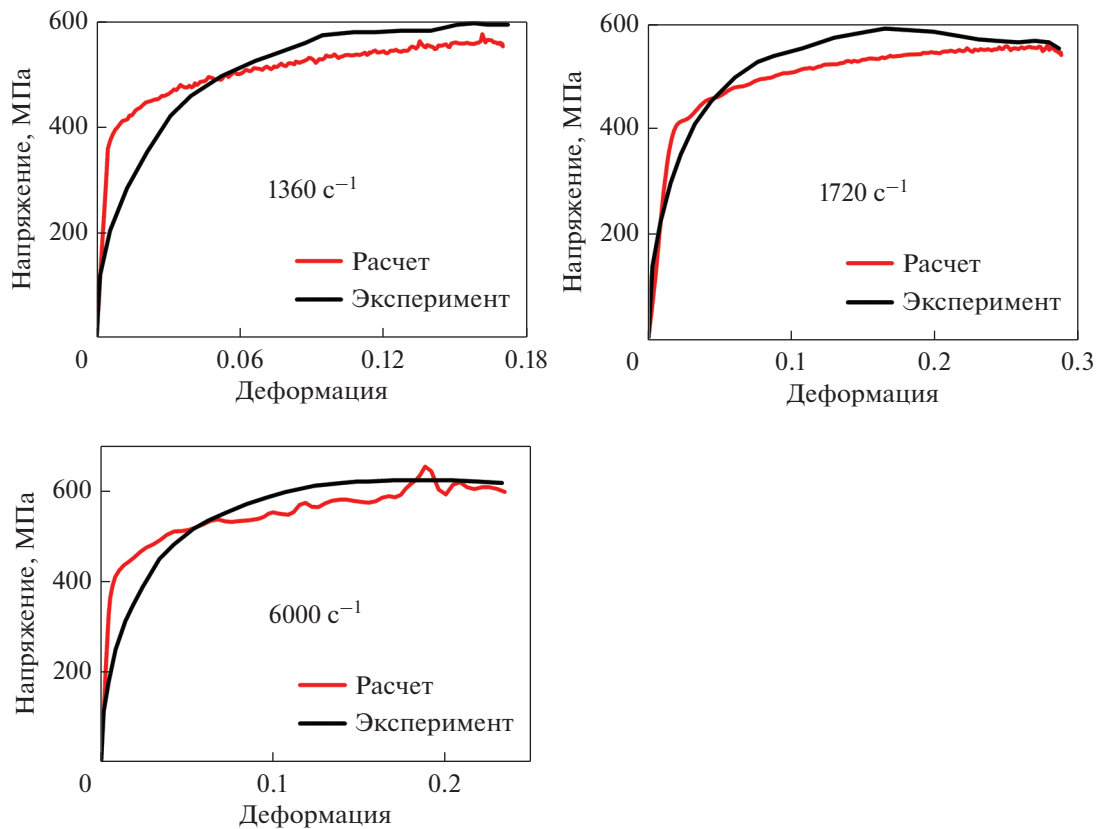 600
400
200
0
0.06
0.12
0.18
Напряжение, МПа
Деформация
1360 с⁻¹
Расчет
Эксперимент
600
400
200
0
0.1
0.2
0.3
Напряжение, МПа
Деформация
1720 с⁻¹
Расчет
Эксперимент
600
400
200
0
0.1
0.2
Напряжение, МПа
Деформация
6000 с⁻¹
Расчет
Эксперимент